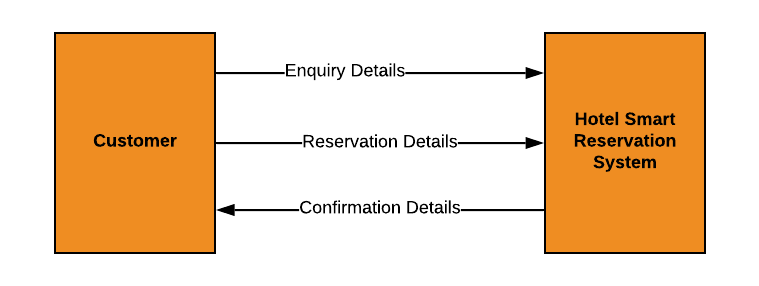 Enquiry Details
Customer
Reservation Details
Confirmation Details
Hotel Smart
Reservation
System